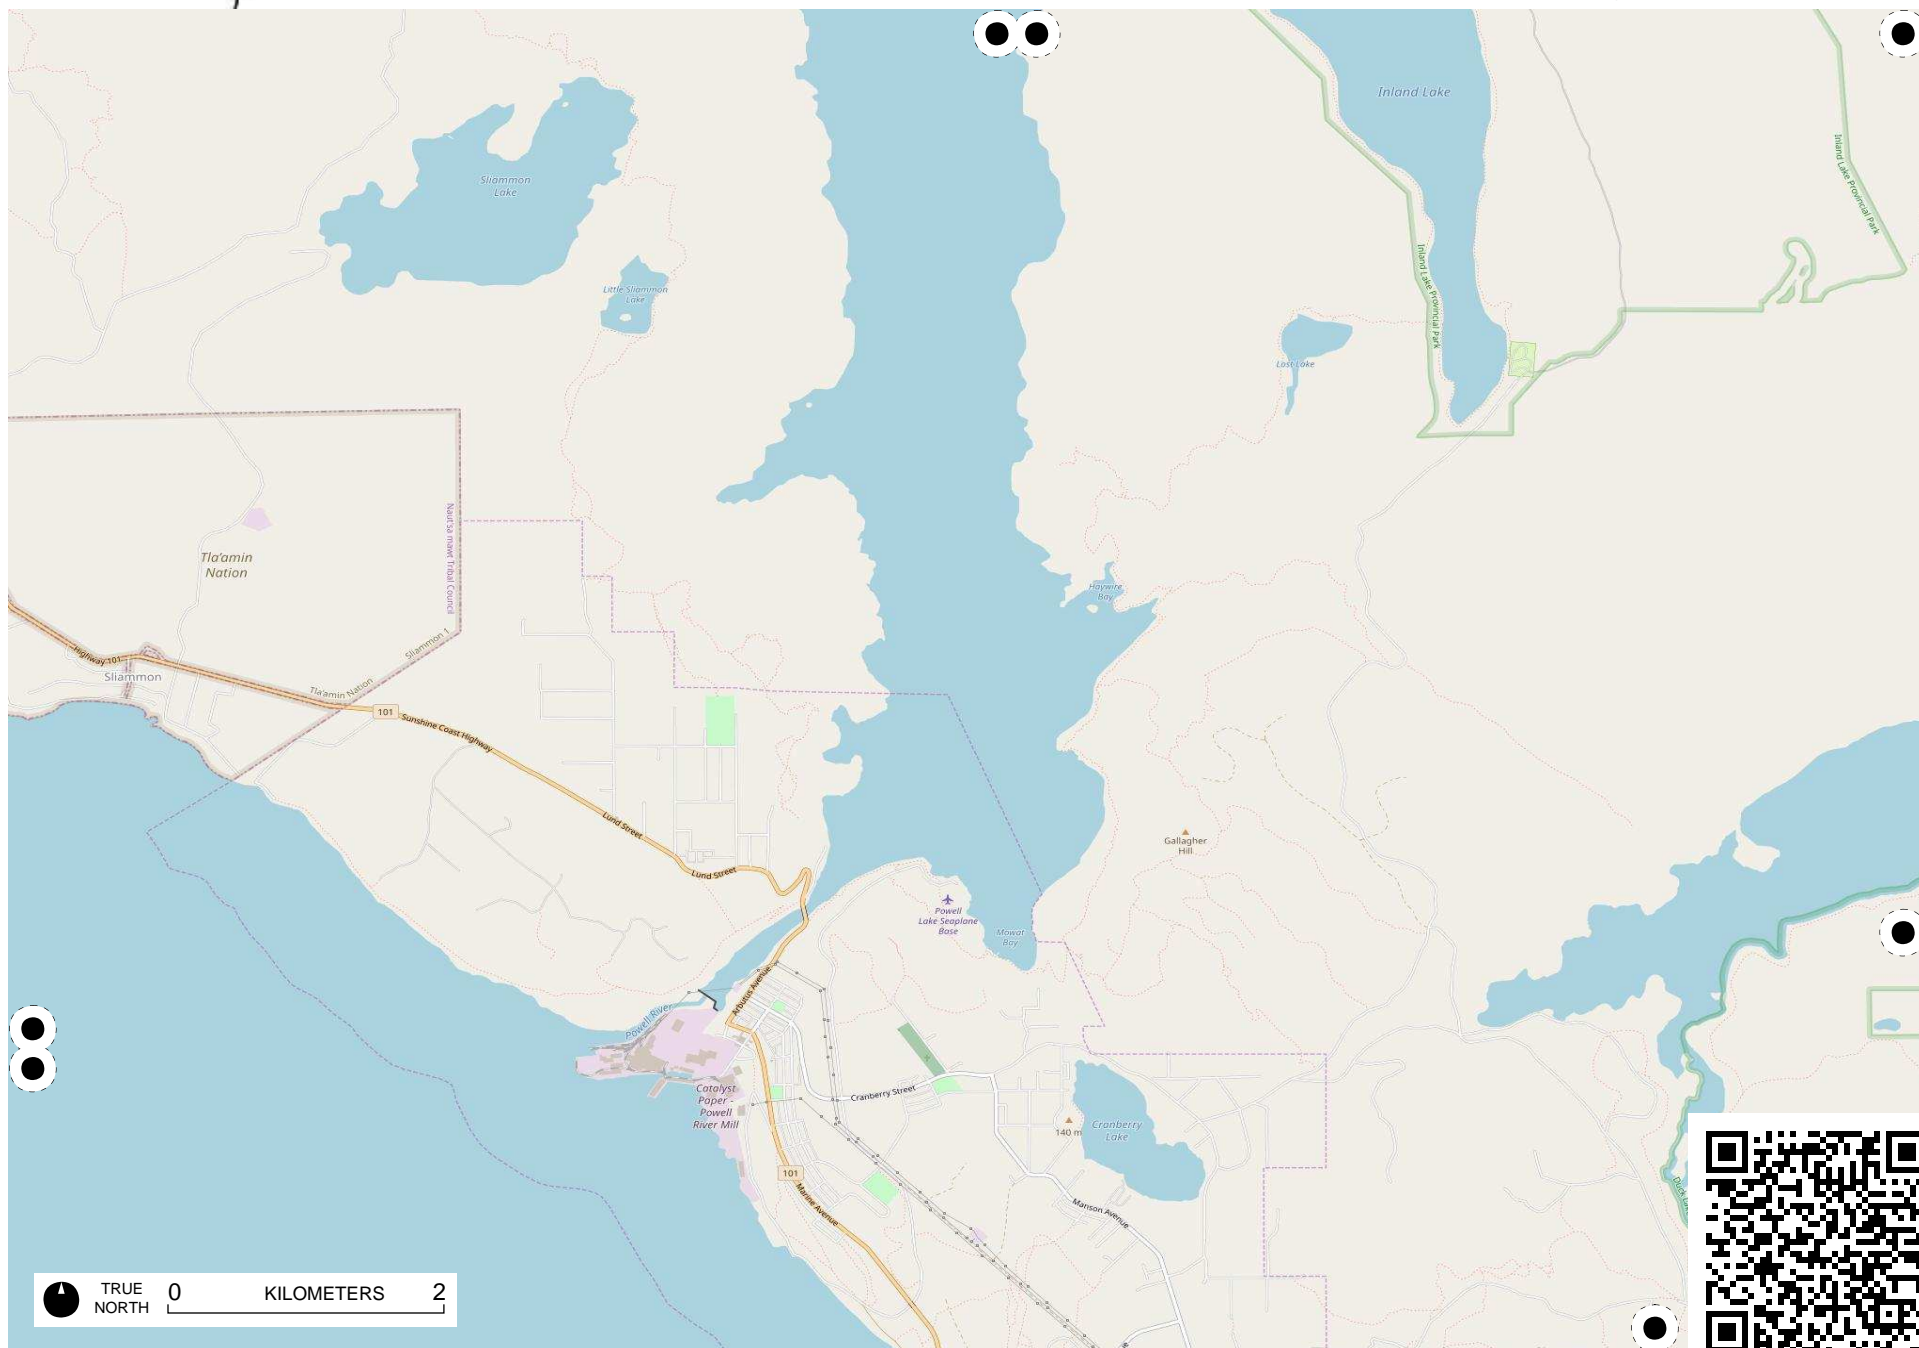 Inland Lake
Inland Lake Provincial Park
Sliammon
Lake
Inland Lake Provincial Park
Little Sliammon
Lake
Lost Lake
Naut'sa mawt Tribal Council
Tla'amin
Nation
Haywire
Bay
Sliammon 1
Highway 101
Sliammon
Tla'amin Nation
101
Sunshine Coast Highway
Lund Street
Gallagher
Hill
Lund Street
Powell
Lake Seaplane
Base
Mowat
Bay
Arbutus Avenue
Powell River
Catalyst
Paper -
Powell
River Mill
Cranberry Street
140 m
Cranberry
Lake
101
Marine Avenue
Manson Avenue
TRUE
NORTH
0 KILOMETERS 2